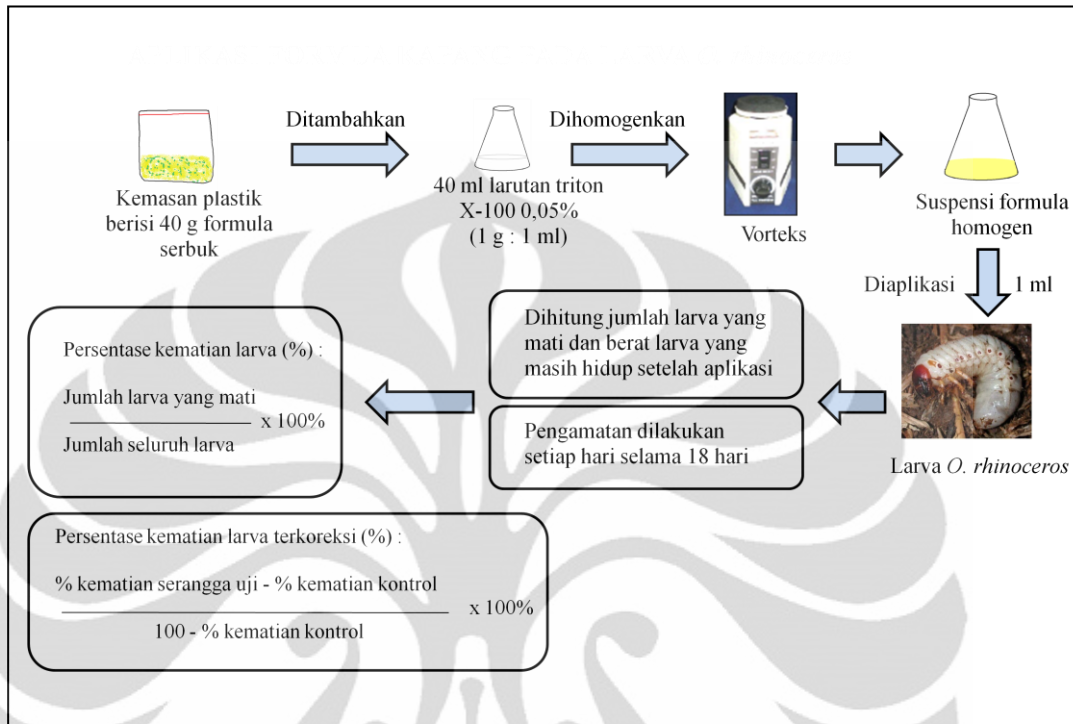 Ditambahkan
Dihomogenkan
Kemasan plastik
berisi 40 g formula
serbuk
40 ml larutan triton
X-100 0,05%
(1 g : 1 ml)
Vorteks
Suspensi formula
homogen
Diaplikasi
1 ml
Larva O. rhinoceros
Dihitung jumlah larva yang
mati dan berat larva yang
masih hidup setelah aplikasi
Pengamatan dilakukan
setiap hari selama 18 hari
Persentase kematian larva (%) :
Jumlah larva yang mati
x 100%
Jumlah seluruh larva
Persentase kematian larva terkoreksi (%) :
% kematian serangga uji - % kematian kontrol
x 100%
100 - % kematian kontrol